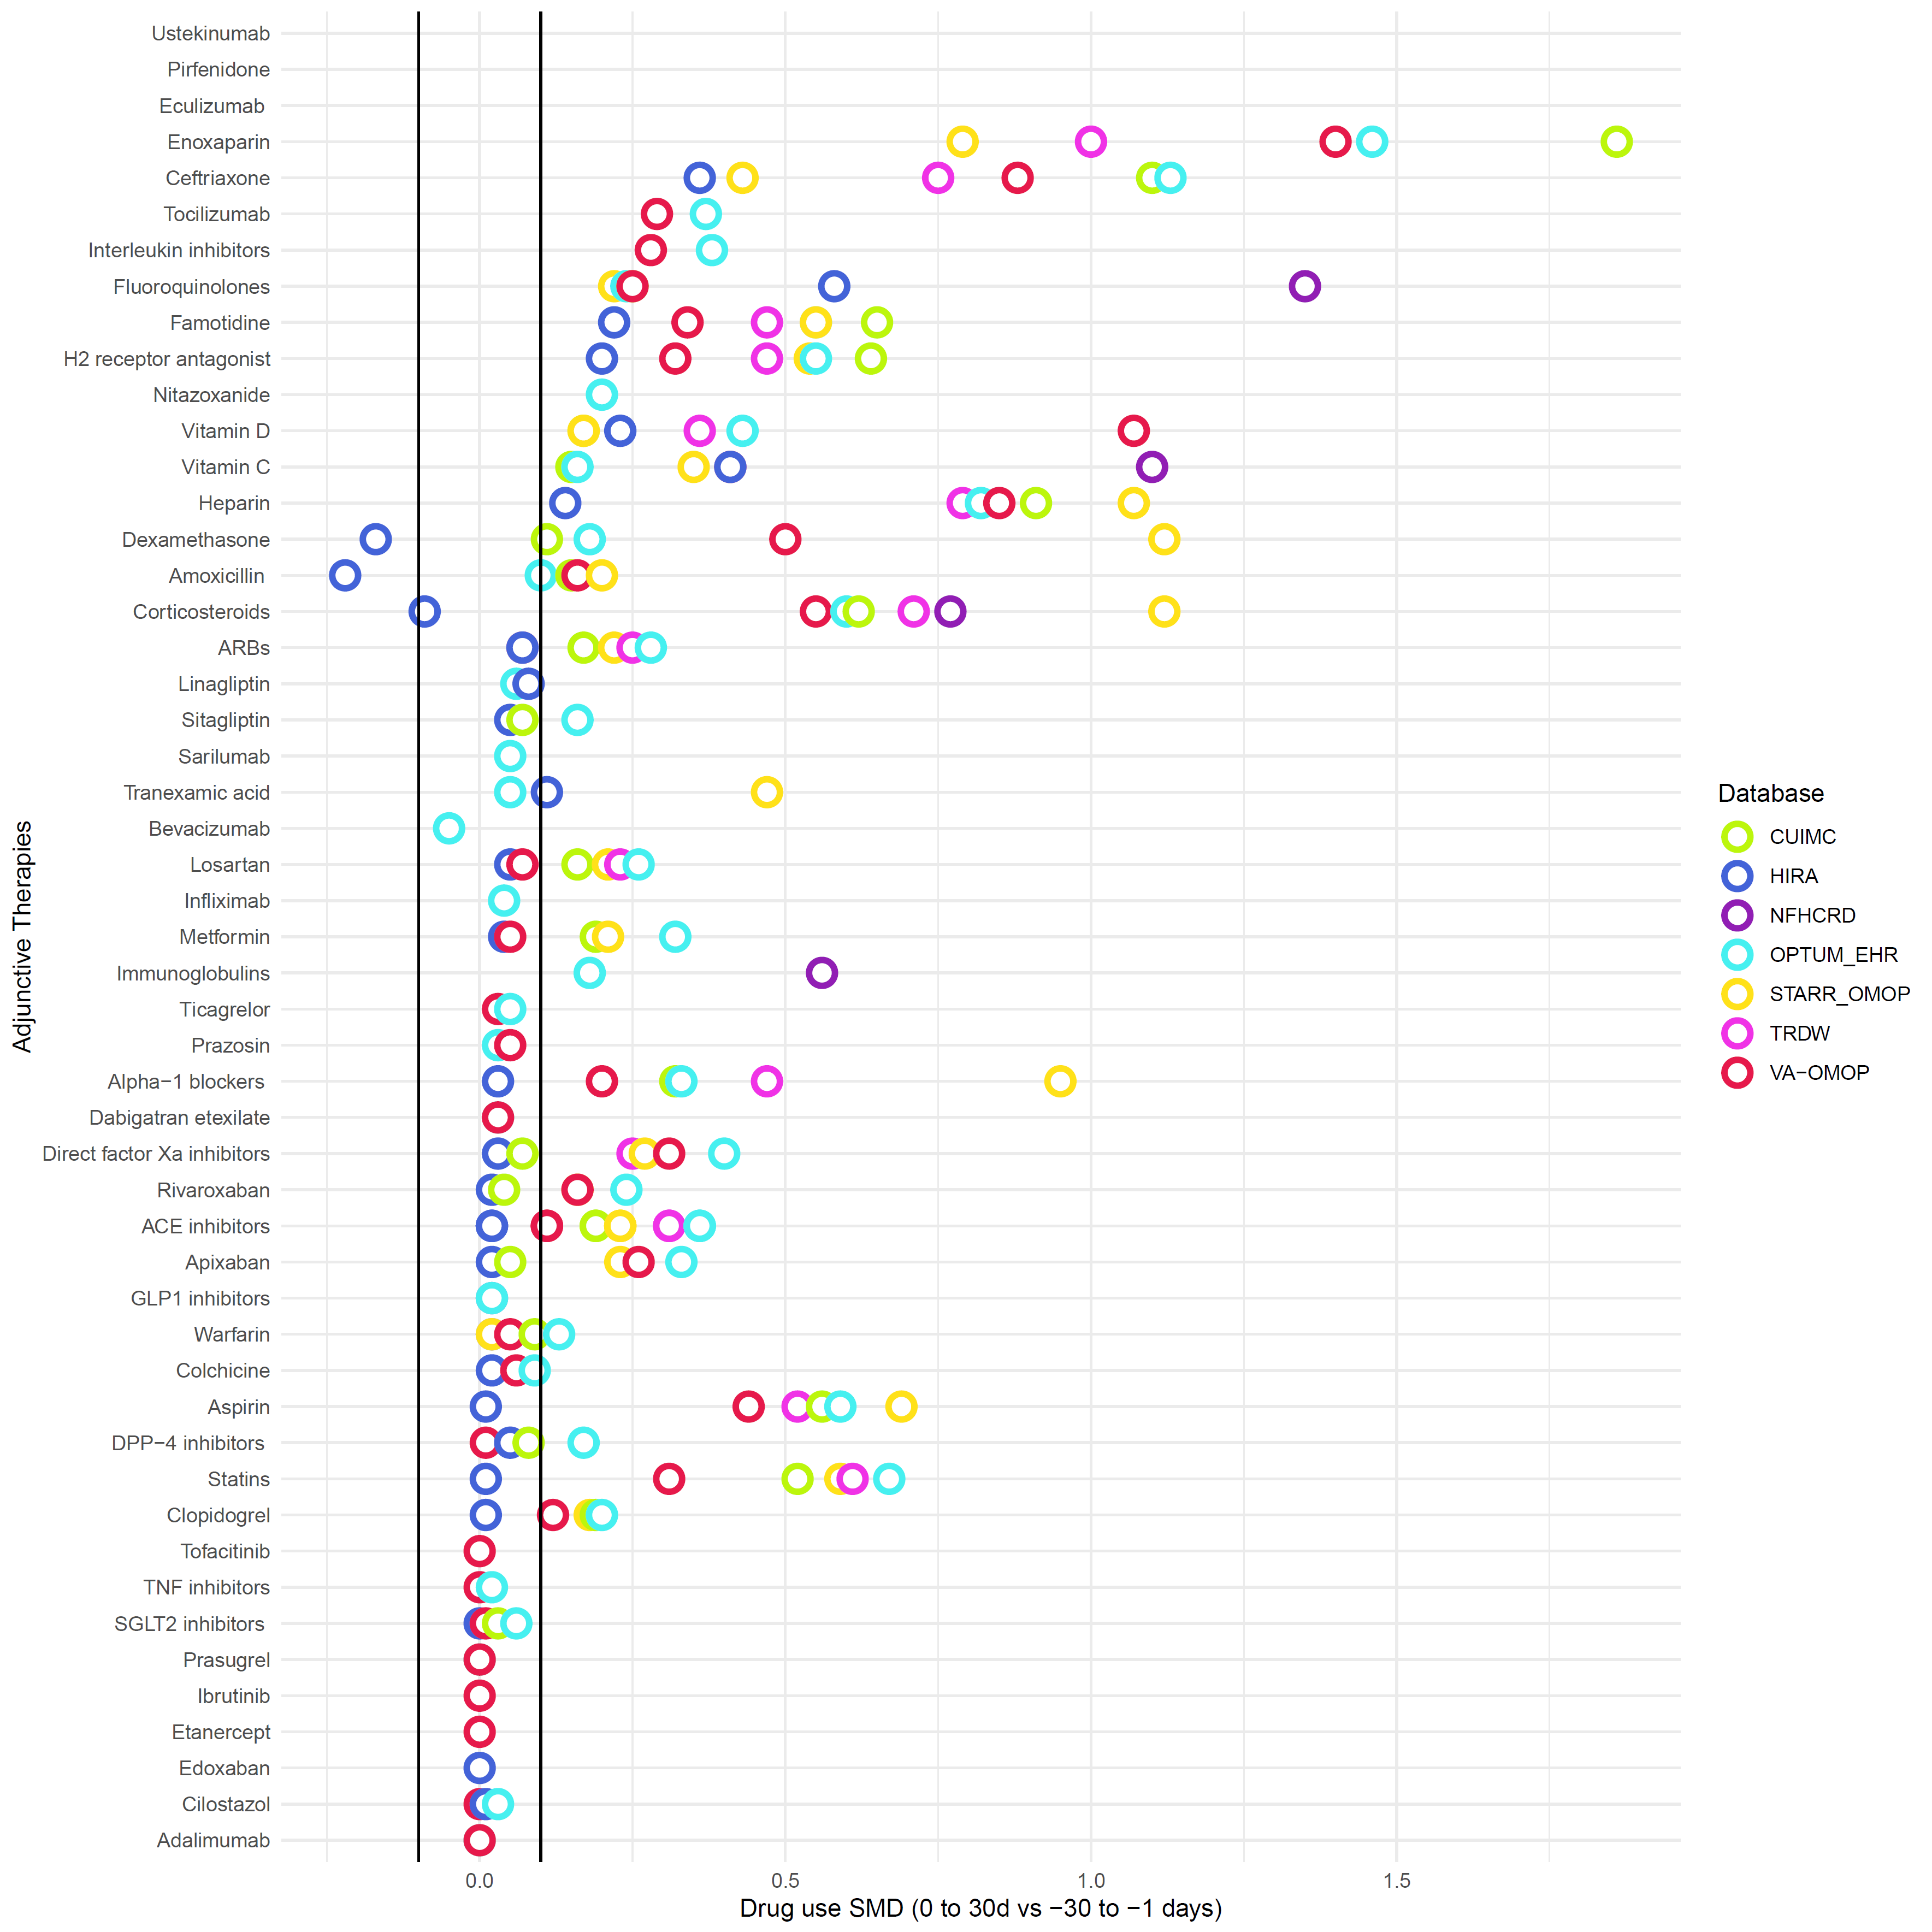 Ustekinumab
Pirfenidone
Eculizumab
Enoxaparin
Ceftriaxone
Tocilizumab
Interleukin inhibitors
Fluoroquinolones
Famotidine
H2 receptor antagonist
Nitazoxanide
Vitamin D
Vitamin C
Heparin
Dexamethasone
Amoxicillin
Corticosteroids
ARBs
Linagliptin
Sitagliptin
Sarilumab
Tranexamic acid
Bevacizumab
Losartan
Infliximab
Metformin
Immunoglobulins
Ticagrelor
Prazosin
Alpha−1 blockers
Dabigatran etexilate
Direct factor Xa inhibitors
Rivaroxaban
ACE inhibitors
Apixaban
GLP1 inhibitors
Warfarin
Colchicine
Aspirin
DPP−4 inhibitors
Statins
Clopidogrel
Tofacitinib
TNF inhibitors
SGLT2 inhibitors
Prasugrel
Ibrutinib
Etanercept
Edoxaban
Cilostazol
Adalimumab
Adjunctive Therapies
0.0 0.5 1.0 1.5
Drug use SMD (0 to 30d vs −30 to −1 days)
Database
CUIMC
HIRA
NFHCRD
OPTUM_EHR
STARR_OMOP
TRDW
VA−OMOP